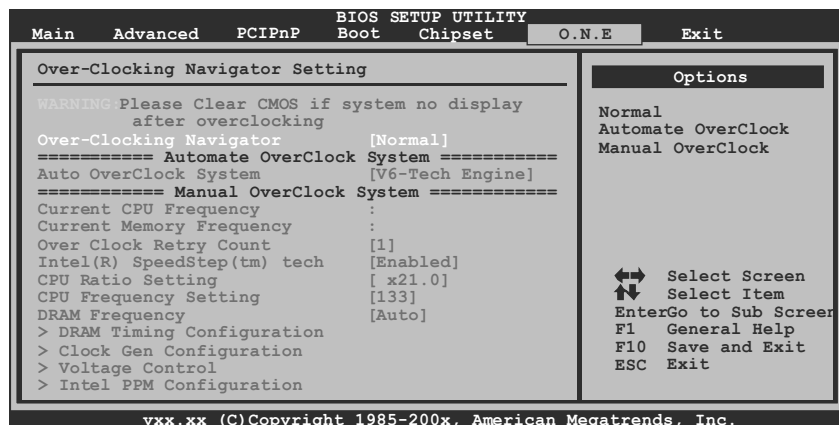 BIOS SETUP UTILITY
Main Advanced PCIPnP Boot Chipset O.N.E Exit
Over-Clocking Navigator Setting
WARNING:Please Clear CMOS if system no display
after overclocking
Over-Clocking Navigator [Normal]
=========== Automate OverClock System ===========
Auto OverClock System [V6-Tech Engine]
============ Manual OverClock System ============
Current CPU Frequency :
Current Memory Frequency :
Over Clock Retry Count [1]
Intel(R) SpeedStep(tm) tech [Enabled]
CPU Ratio Setting [ x21.0]
CPU Frequency Setting [133]
DRAM Frequency [Auto]
> DRAM Timing Configuration
> Clock Gen Configuration
> Voltage Control
> Intel PPM Configuration
Options
Normal
Automate OverClock
Manual OverClock
Select Screen
Select Item
EnterGo to Sub Screen
F1 General Help
F10 Save and Exit
ESC Exit
vxx.xx (C)Copyright 1985-200x, American Megatrends, Inc.